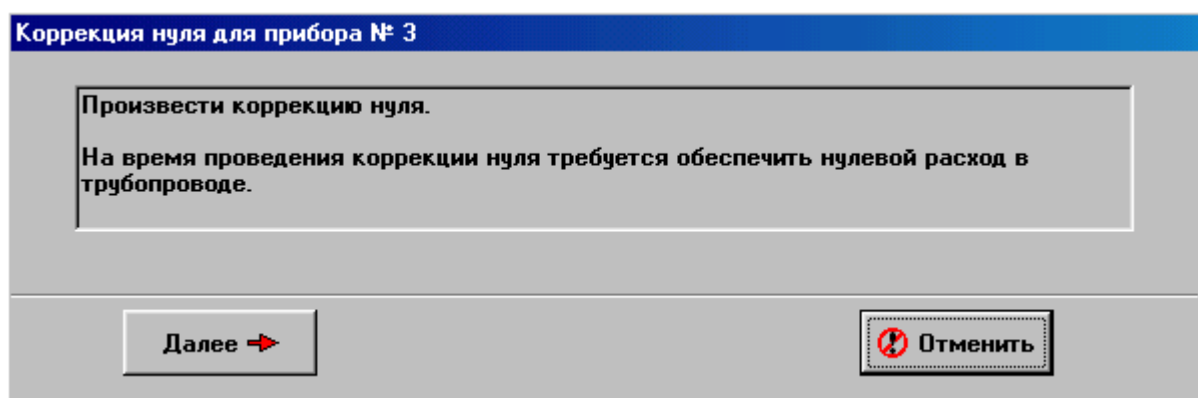 Коррекция нуля для прибора № 3
Произвести коррекцию нуля.
На время проведения коррекции нуля требуется обеспечить нулевой расход в
трубопроводе.
Далее
Отменить